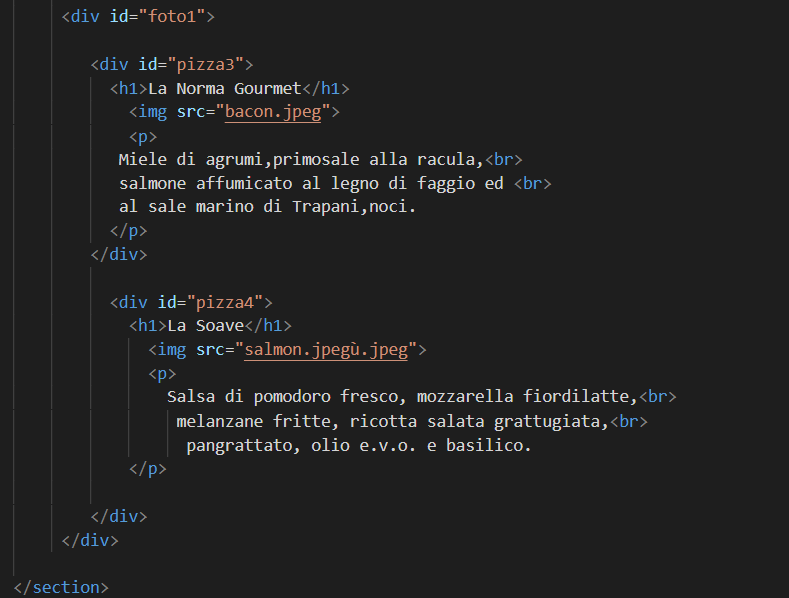 <div id="foto1">
<div id="pizza3">
<h1>La Norma Gourmet</h1>
<img src="bacon.jpeg">
<p>
Miele di agrumi,primosale alla racula,<br>
salmone affumicato al legno di faggio ed <br>
al sale marino di Trapani,noci.
</p>
</div>
<div id="pizza4">
<h1>La Soave</h1>
<img src="salmon.jpegù.jpeg">
<p>
Salsa di pomodoro fresco, mozzarella fiordilatte,<br>
melanzane fritte, ricotta salata grattugiata,<br>
pangrattato, olio e.v.o. e basilico.
</p>
</div>
</div>
</section>